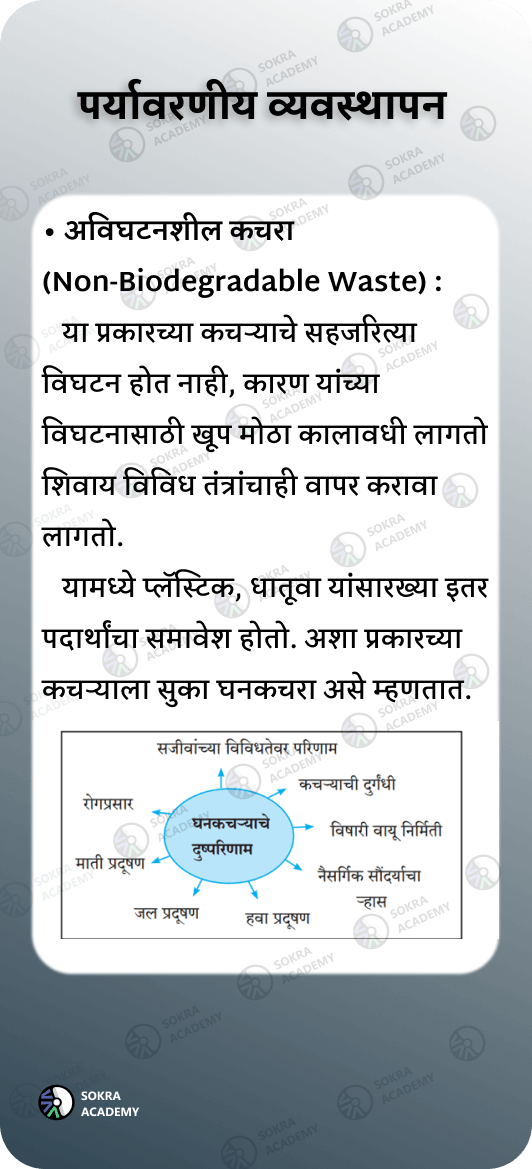 पर्यावरणीय व्यवस्थापन
• अविघटनशील कचरा
(Non-Biodegradable Waste) :
या प्रकारच्या कचऱ्याचे सहजरित्या
विघटन होत नाही, कारण यांच्या
विघटनासाठी खूप मोठा कालावधी लागतो
शिवाय विविध तंत्रांचाही वापर करावा
लागतो.
यामध्ये प्लॅस्टिक, धातूवा यांसारख्या इतर
पदार्थांचा समावेश होतो. अशा प्रकारच्या
कचऱ्याला सुका घनकचरा असे म्हणतात.
सजीवांच्या विविधतेवर परिणाम
कचऱ्याची दुर्गंधी
रोगप्रसार
घनकचऱ्याचे
दुष्परिणाम
विषारी वायू निर्मिती
माती प्रदूषण
नैसर्गिक सौंदर्याचा
ऱ्हास
जल प्रदूषण
हवा प्रदूषण
SOKRA
ACADEMY